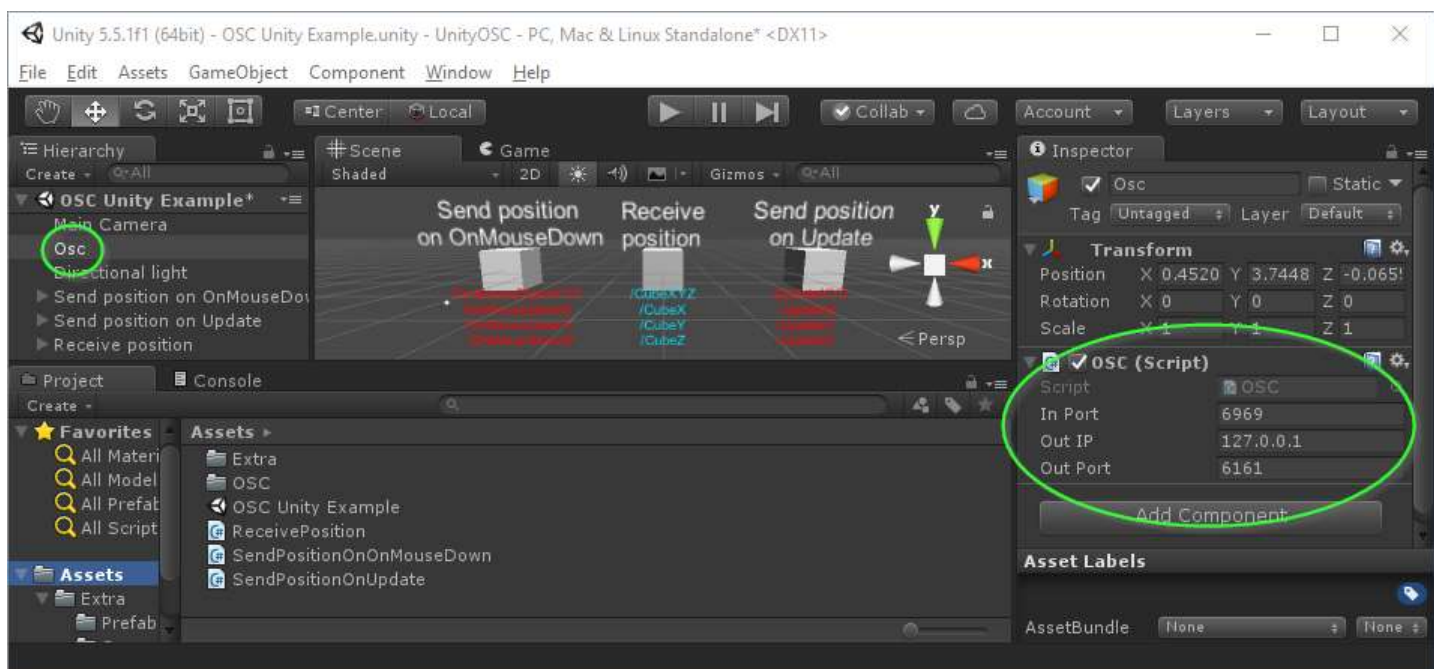 Unity 5.5.1f1 (64bit) - OSC Unity Example.unity - UnityOSC - PC, Mac & Linux Standalone* <DX11>
File Edit Assets GameObject Component Window Help
Center Local Collab Account Layers Layout
Hierarchy
Create All
OSC Unity Example*
Main Camera
Osc
Directional light
Send position on OnMouseDo
Send position on Update
Receive position
Scene Game
Shaded 2D Gizmos All
Send position
on OnMouseDown
Receive
position
Send position
on Update
y
x
/CubeXYZ
/CubeX
/CubeY
/CubeZ
Persp
Project Console
Create
Favorites
All Materi
All Model
All Prefab
All Script
Assets
Extra
Prefab
Assets
Extra
OSC
OSC Unity Example
ReceivePosition
SendPositionOnOnMouseDown
SendPositionOnUpdate
Inspector
Osc Static
Tag Untagged Layer Default
Transform
Position X 0.4520 Y 3.7448 Z -0.065
Rotation X 0 Y 0 Z 0
Scale X 1 Y 1 Z 1
OSC (Script)
Script OSC
In Port 6969
Out IP 127.0.0.1
Out Port 6161
Add Component
Asset Labels
AssetBundle None None